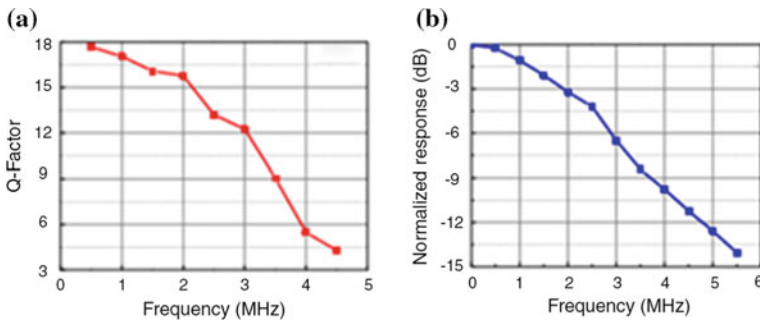 (a)
18
15
12
9
6
3
Q-Factor
0 1 2 3 4 5
Frequency (MHz)
(b)
0
-3
-6
-9
-12
-15
Normalized response (dB)
0 1 2 3 4 5 6
Frequency (MHz)